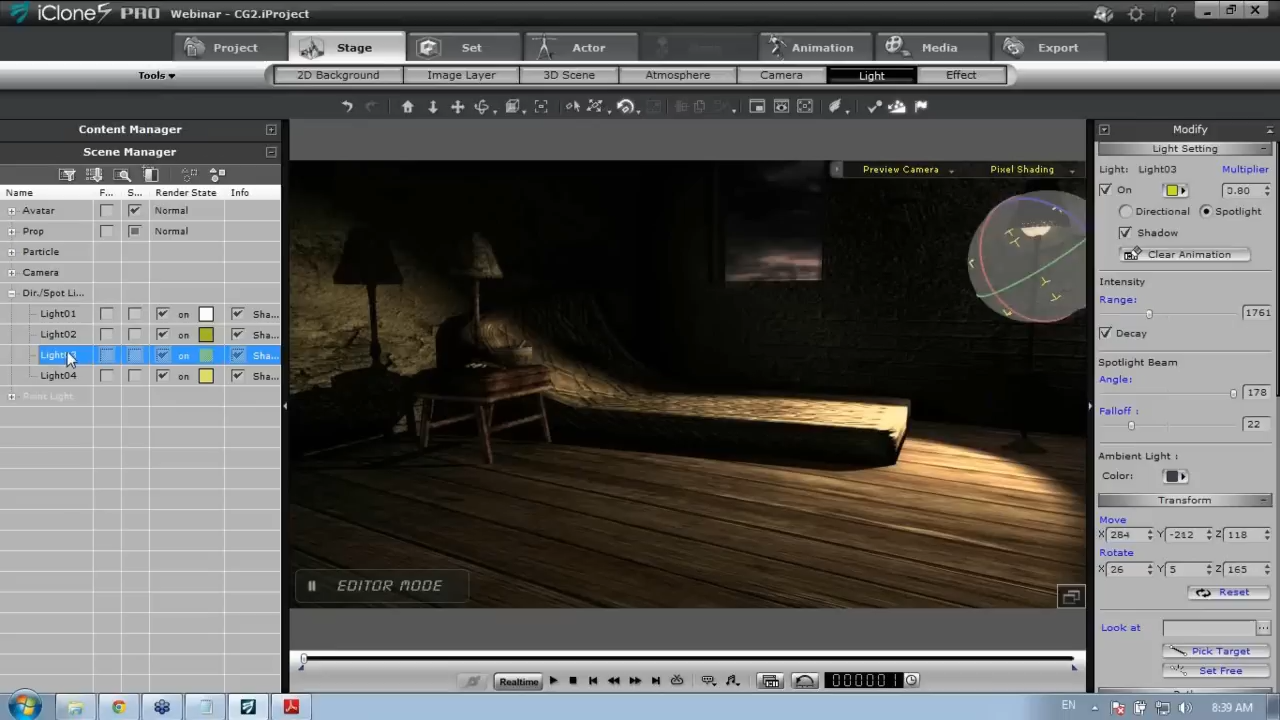 iClone5 PRO Webinar - CG2.iProject
Project Stage Set Actor Animation Media Export
Tools 2D Background Image Layer 3D Scene Atmosphere Camera Light Effect
Content Manager
Scene Manager
Name F... S... Render State Info
Avatar Normal
Prop Normal
Particle
Camera
Dir./Spot Li...
Light01 on Sha...
Light02 on Sha...
on Sha...
Light04 on Sha...
Point Light
Preview Camera Pixel Shading
EDITOR MODE
Realtime 000001
Modify
Light Setting
Light: Light03 Multiplier
On 0.80
Directional Spotlight
Shadow
Clear Animation
Intensity
Range: 1761
Decay
Spotlight Beam
Angle: 178
Falloff : 22
Ambient Light :
Color:
Transform
Move
X 264 Y -212 Z 118
Rotate
X 26 Y 5 Z 165
Reset
Look at
Pick Target
Set Free
EN 8:39 AM